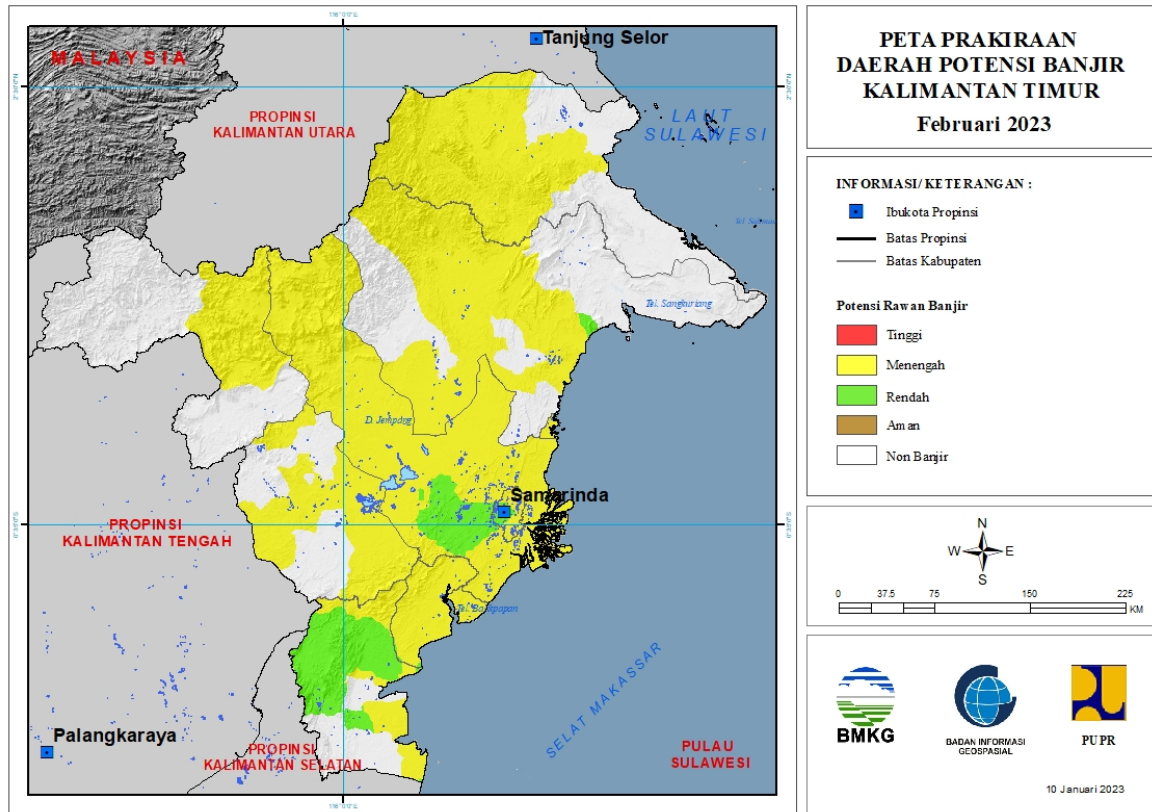 PETA PRAKIRAAN
DAERAH POTENSI BANJIR
KALIMANTAN TIMUR
Februari 2023
INFORMASI/ KETERANGAN :
Ibukota Propinsi
Batas Propinsi
Batas Kabupaten
Potensi Rawan Banjir
Tinggi
Menengah
Rendah
Aman
Non Banjir
N
W
E
S
0
37.5
75
150
225
KM
BMKG
BADAN INFORMASI
GEOSPASIAL
PUPR
10 Januari 2023
Tanjung Selor
MALAYSIA
PROPINSI
KALIMANTAN UTARA
LAUT
SULAWESI
Tel. Sangkuriang
D. Jempang
Samarinda
PROPINSI
KALIMANTAN TENGAH
Tel. Balikpapan
SELAT MAKASSAR
Palangkaraya
PROPINSI
KALIMANTAN SELATAN
PULAU
SULAWESI